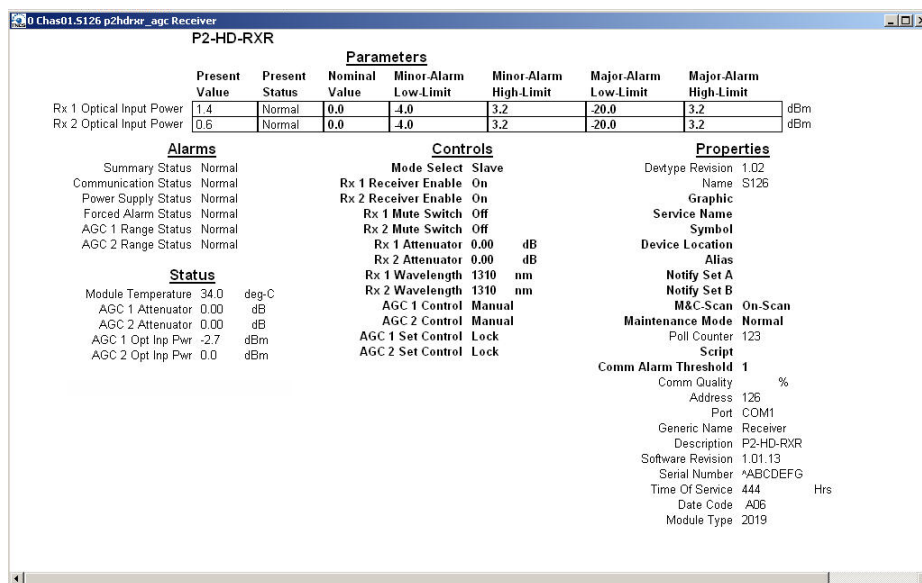 0 Chas01.S126 p2hdrxr_agc Receiver
P2-HD-RXR
Parameters
Present Value Present Status Nominal Value Minor-Alarm Low-Limit Minor-Alarm High-Limit Major-Alarm Low-Limit Major-Alarm High-Limit
Rx 1 Optical Input Power 1.4 Normal 0.0 -4.0 3.2 -20.0 3.2 dBm
Rx 2 Optical Input Power 0.6 Normal 0.0 -4.0 3.2 -20.0 3.2 dBm
Alarms
Summary Status Normal
Communication Status Normal
Power Supply Status Normal
Forced Alarm Status Normal
AGC 1 Range Status Normal
AGC 2 Range Status Normal
Status
Module Temperature 34.0 deg-C
AGC 1 Attenuator 0.00 dB
AGC 2 Attenuator 0.00 dB
AGC 1 Opt Inp Pwr -2.7 dBm
AGC 2 Opt Inp Pwr 0.0 dBm
Controls
Mode Select Slave
Rx 1 Receiver Enable On
Rx 2 Receiver Enable On
Rx 1 Mute Switch Off
Rx 2 Mute Switch Off
Rx 1 Attenuator 0.00 dB
Rx 2 Attenuator 0.00 dB
Rx 1 Wavelength 1310 nm
Rx 2 Wavelength 1310 nm
AGC 1 Control Manual
AGC 2 Control Manual
AGC 1 Set Control Lock
AGC 2 Set Control Lock
Properties
Devtype Revision 1.02
Name S126
Graphic
Service Name
Symbol
Device Location
Alias
Notify Set A
Notify Set B
M&C-Scan On-Scan
Maintenance Mode Normal
Poll Counter 123
Script
Comm Alarm Threshold 1
Comm Quality %
Address 126
Port COM1
Generic Name Receiver
Description P2-HD-RXR
Software Revision 1.01.13
Serial Number ^ABCDEFG
Time Of Service 444 Hrs
Date Code A06
Module Type 2019